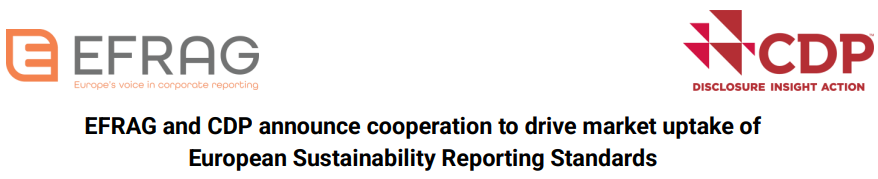 EFRAG
Europe's voice in corporate reporting
CDP
DISCLOSURE INSIGHT ACTION
EFRAG and CDP announce cooperation to drive market uptake of
European Sustainability Reporting Standards